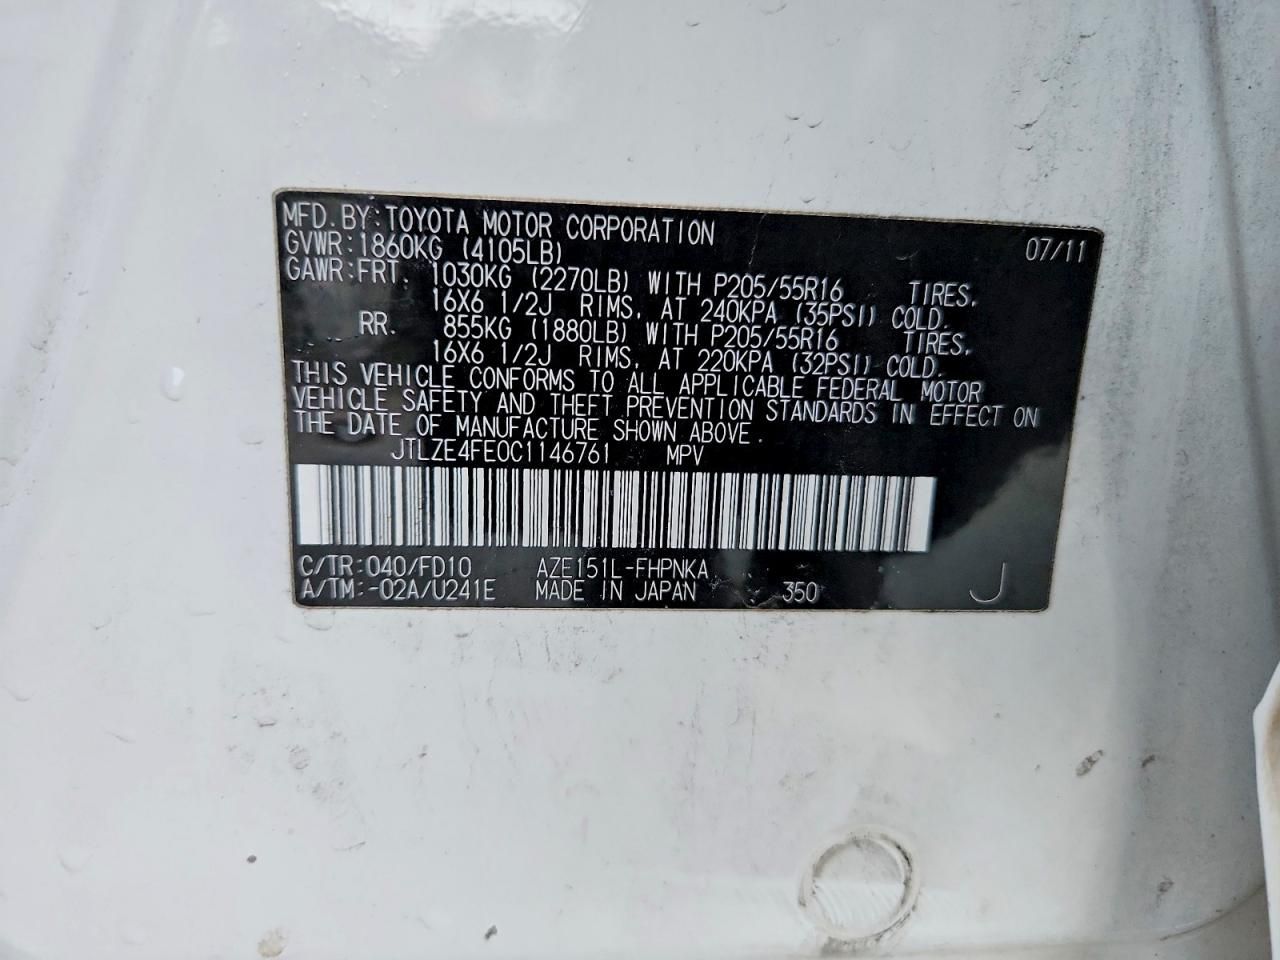 MFD. BY: TOYOTA MOTOR CORPORATION 07/11
GVWR: 1860KG (4105LB)
GAWR: FRT. 1030KG (2270LB) WITH P205/55R16 TIRES,
16X6 1/2J RIMS, AT 240KPA (35PSI) COLD.
RR. 855KG (1880LB) WITH P205/55R16 TIRES,
16X6 1/2J RIMS, AT 220KPA (32PSI) COLD.
THIS VEHICLE CONFORMS TO ALL APPLICABLE FEDERAL MOTOR
VEHICLE SAFETY AND THEFT PREVENTION STANDARDS IN EFFECT ON
THE DATE OF MANUFACTURE SHOWN ABOVE.
JTLZE4FE0C1146761 MPV
C/TR: 040/FD10 AZE151L-FHPNKA
A/TM: -02A/U241E MADE IN JAPAN 350 J